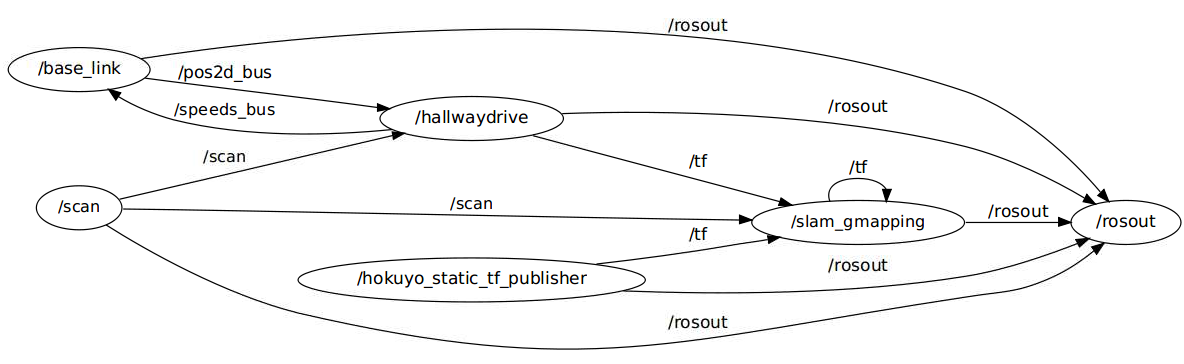 /rosout
/base_link
/pos2d_bus
/speeds_bus
/hallwaydrive
/rosout
/scan
/tf
/tf
/scan
/scan
/slam_gmapping
/rosout
/rosout
/tf
/hokuyo_static_tf_publisher
/rosout
/rosout